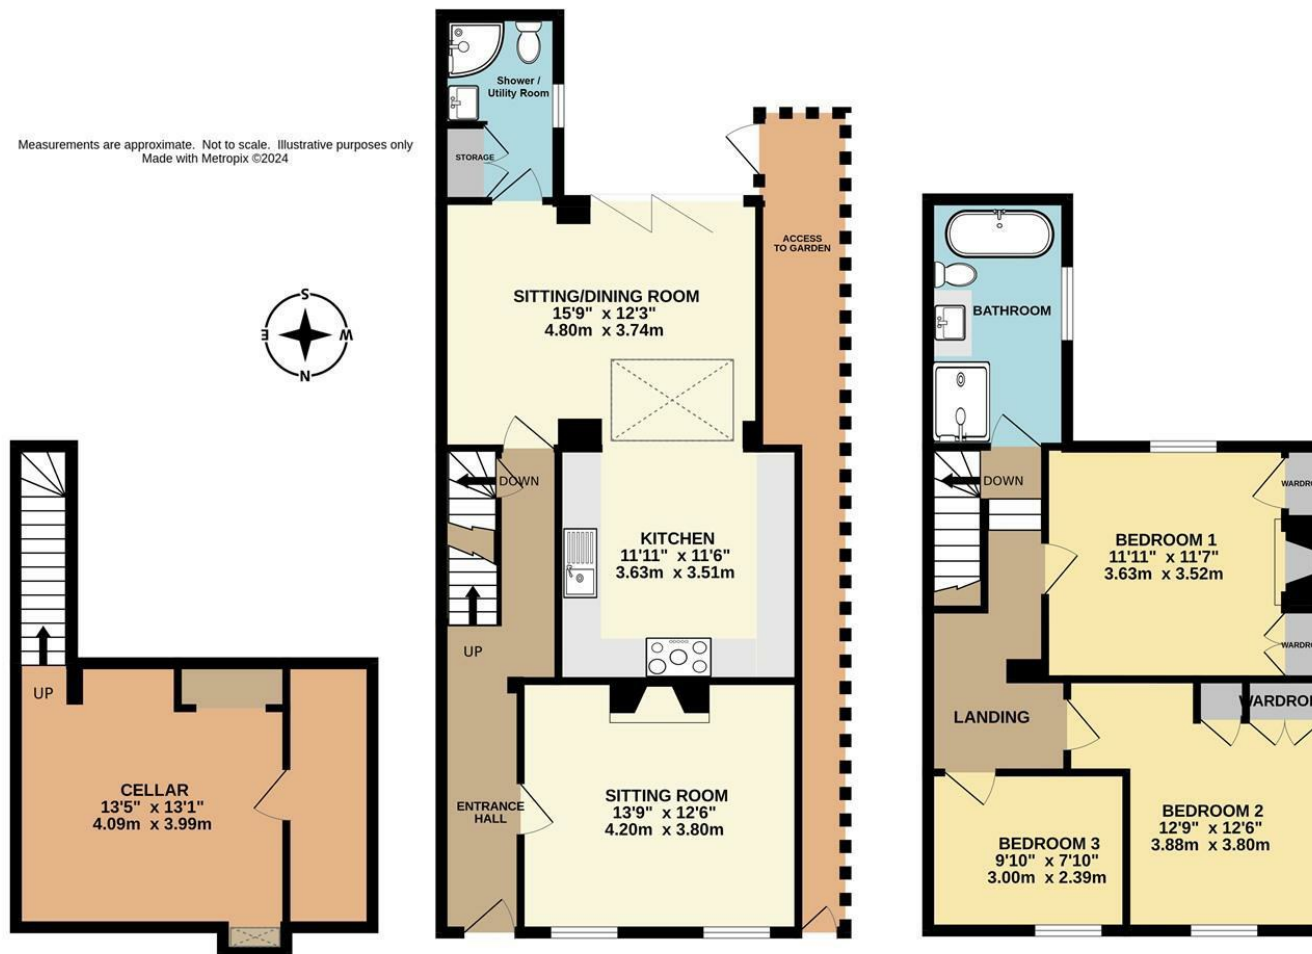 Measurements are approximate. Not to scale. Illustrative purposes only
Made with Metropix ©2024
S
E
W
N
UP
CELLAR
13'5" x 13'1"
4.09m x 3.99m
Shower /
Utility Room
STORAGE
SITTING/DINING ROOM
15'9" x 12'3"
4.80m x 3.74m
ACCESS
TO GARDEN
DOWN
KITCHEN
11'11" x 11'6"
3.63m x 3.51m
UP
ENTRANCE
HALL
SITTING ROOM
13'9" x 12'6"
4.20m x 3.80m
BATHROOM
DOWN
BEDROOM 1
11'11" x 11'7"
3.63m x 3.52m
WARDRO
WARDRO
WARDRO
LANDING
BEDROOM 2
12'9" x 12'6"
3.88m x 3.80m
BEDROOM 3
9'10" x 7'10"
3.00m x 2.39m